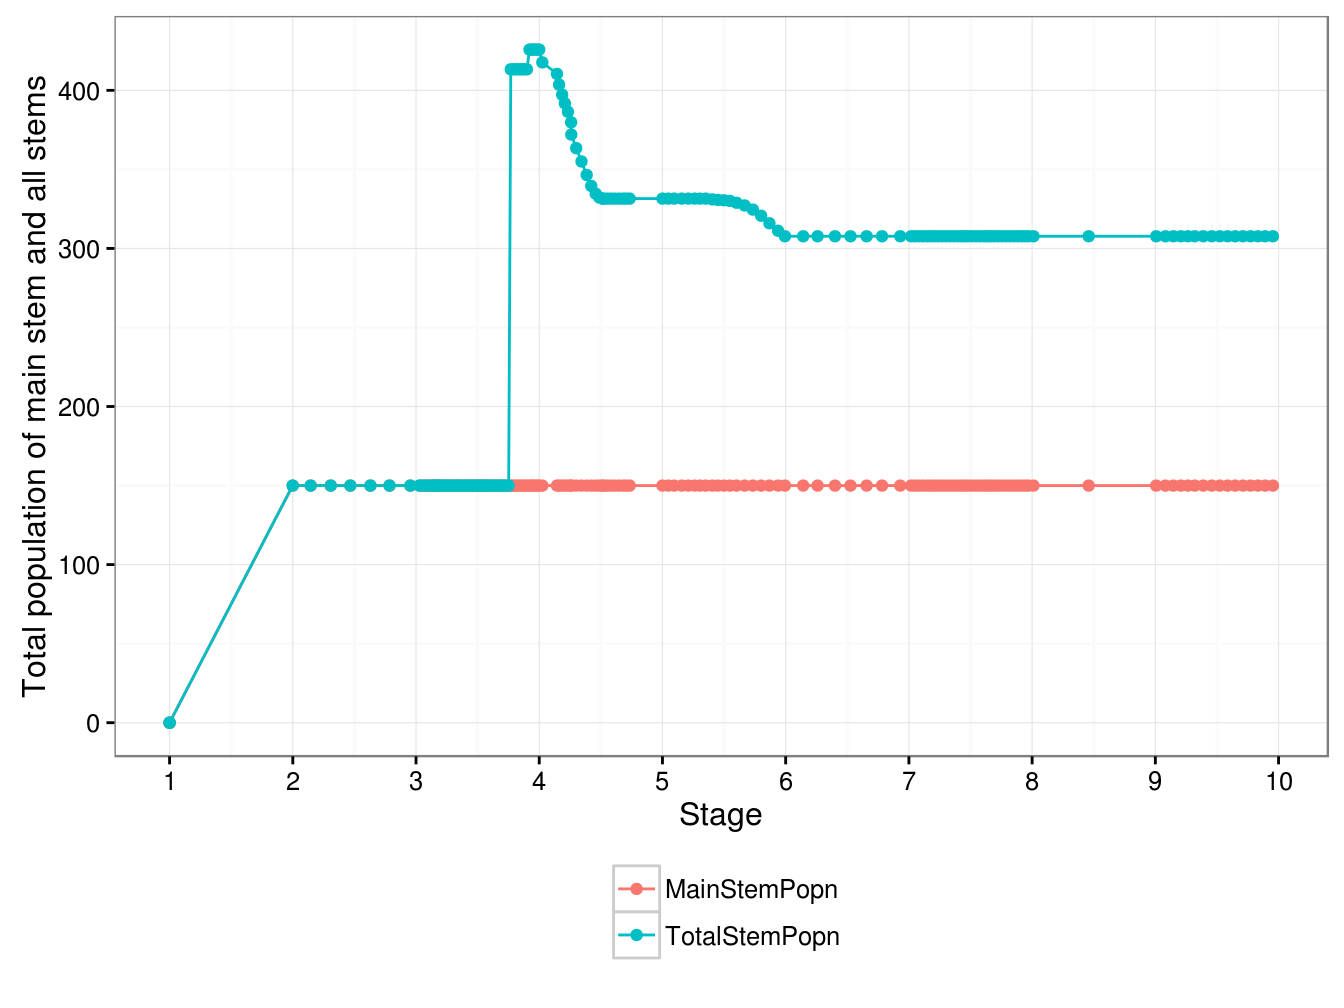 Total population of main stem and all stems
400
300
200
100
0
1 2 3 4 5 6 7 8 9 10
Stage
MainStemPopn
TotalStemPopn